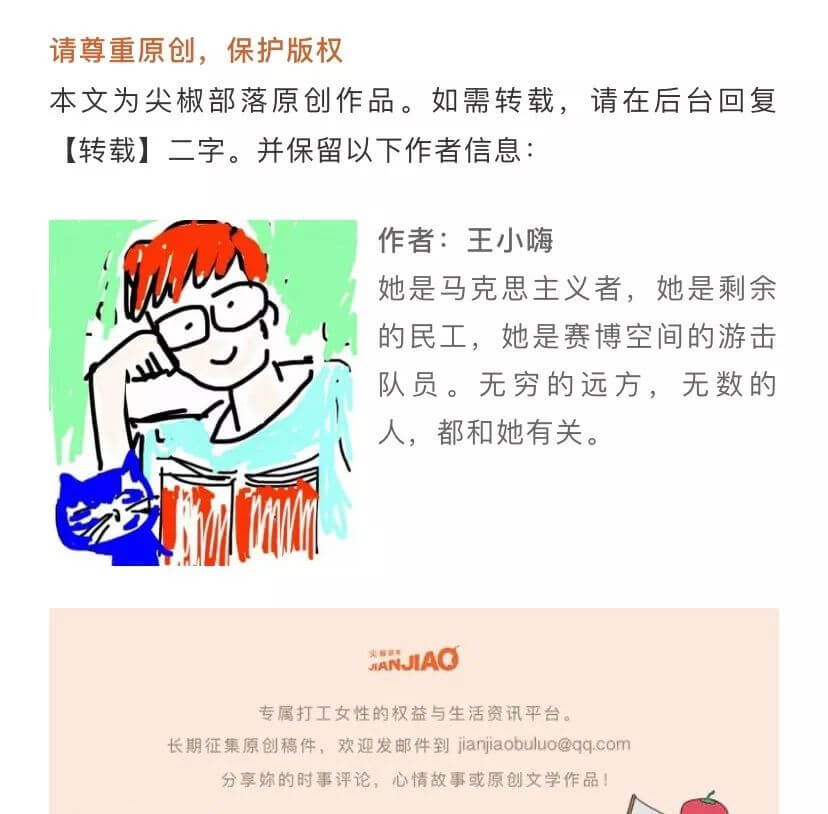 请尊重原创，保护版权
本文为尖椒部落原创作品。如需转载，请在后台回复
【转载】二字。并保留以下作者信息：
作者：王小嗨
她是马克思主义者，她是剩余
的民工，她是赛博空间的游击
队员。无穷的远方，无数的
人，都和她有关。
尖椒部落
JIANJIAO
专属打工女性的权益与生活资讯平台。
长期征集原创稿件，欢迎发邮件到 jianjiaobuluo@qq.com
分享妳的时事评论，心情故事或原创文学作品！